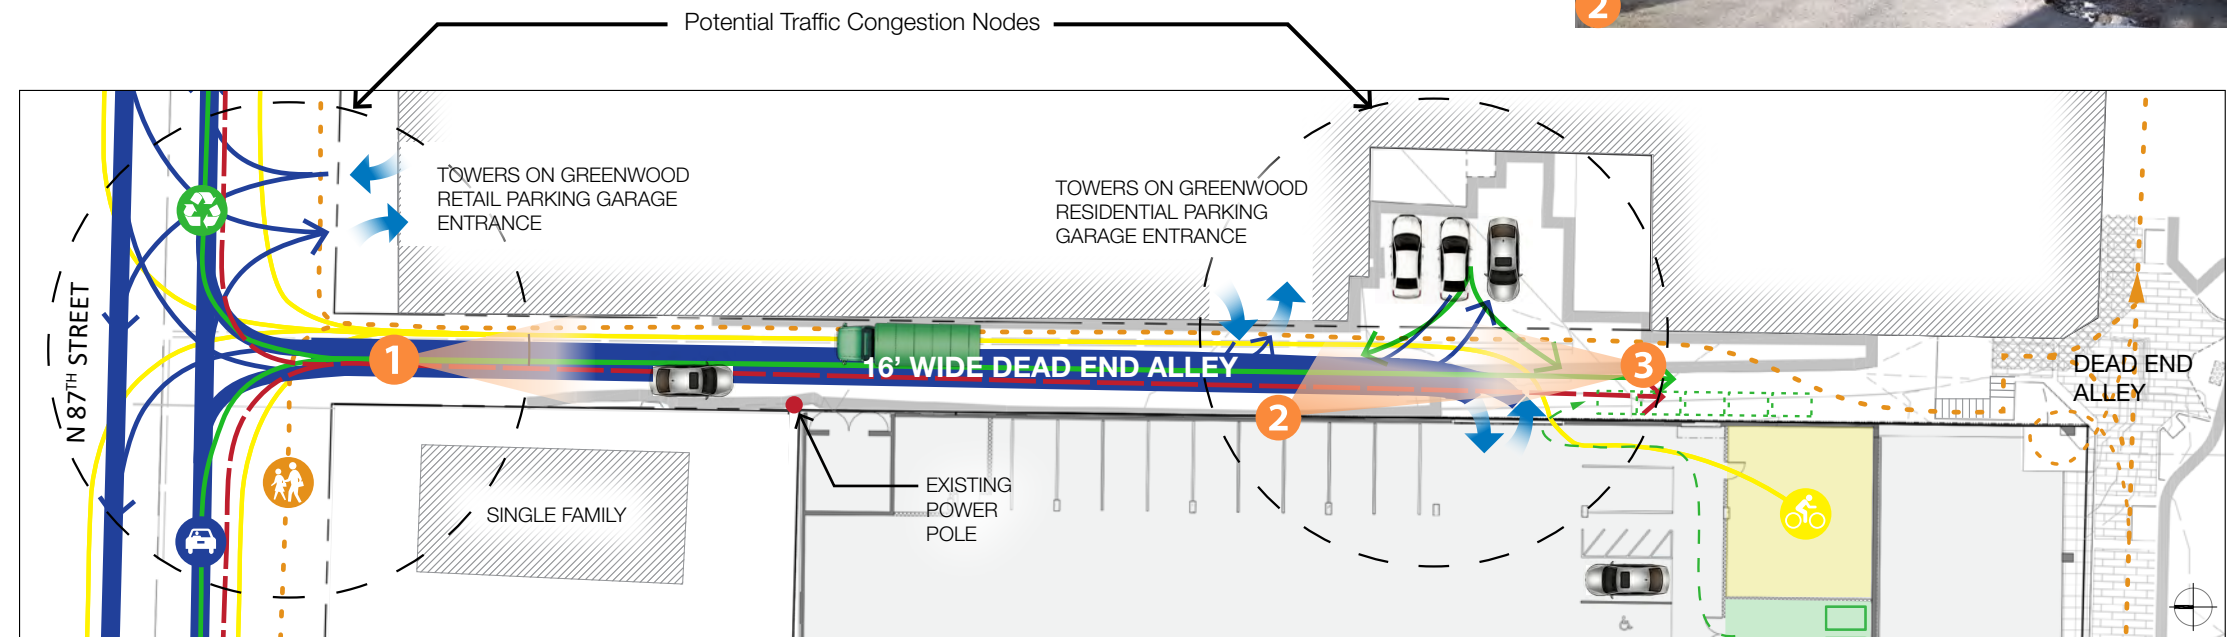 Potential Traffic Congestion Nodes
2
TOWERS ON GREENWOOD
RETAIL PARKING GARAGE
ENTRANCE
TOWERS ON GREENWOOD
RESIDENTIAL PARKING
GARAGE ENTRANCE
N 87TH STREET
1
16' WIDE DEAD END ALLEY
3
2
DEAD END
ALLEY
EXISTING
POWER
POLE
SINGLE FAMILY